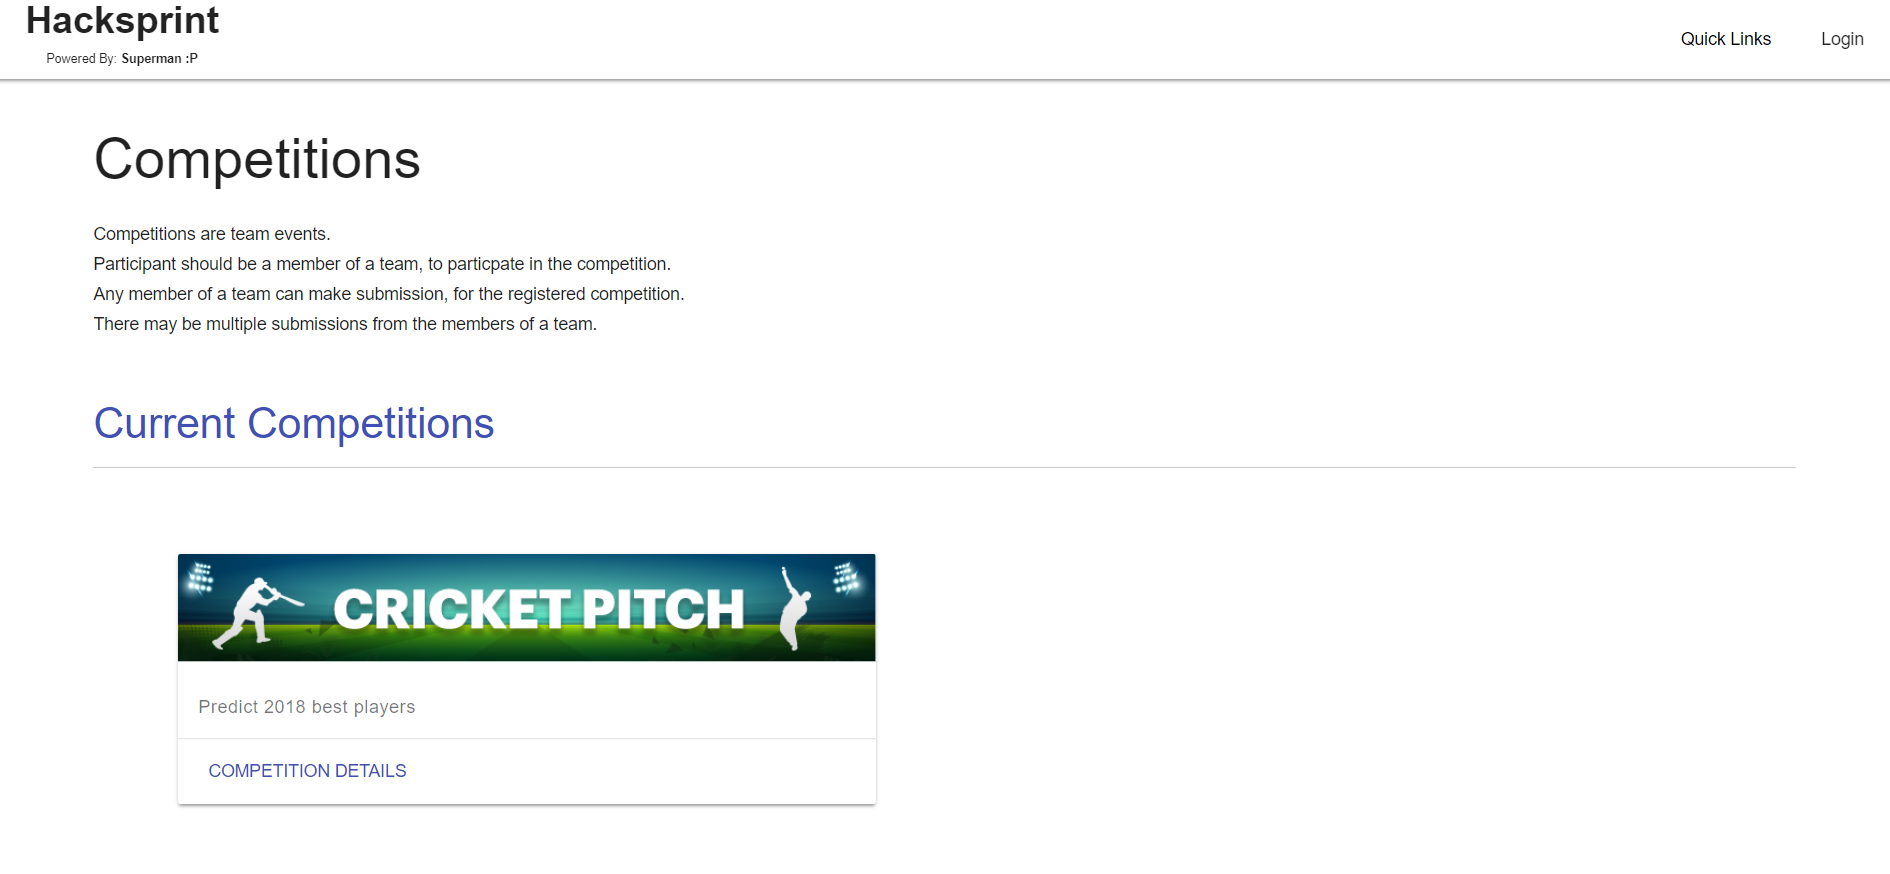 Hacksprint
Powered By: Superman :P
Quick Links
Login
Competitions
Competitions are team events.
Participant should be a member of a team, to particpate in the competition.
Any member of a team can make submission, for the registered competition.
There may be multiple submissions from the members of a team.
Current Competitions
CRICKET PITCH
Predict 2018 best players
COMPETITION DETAILS